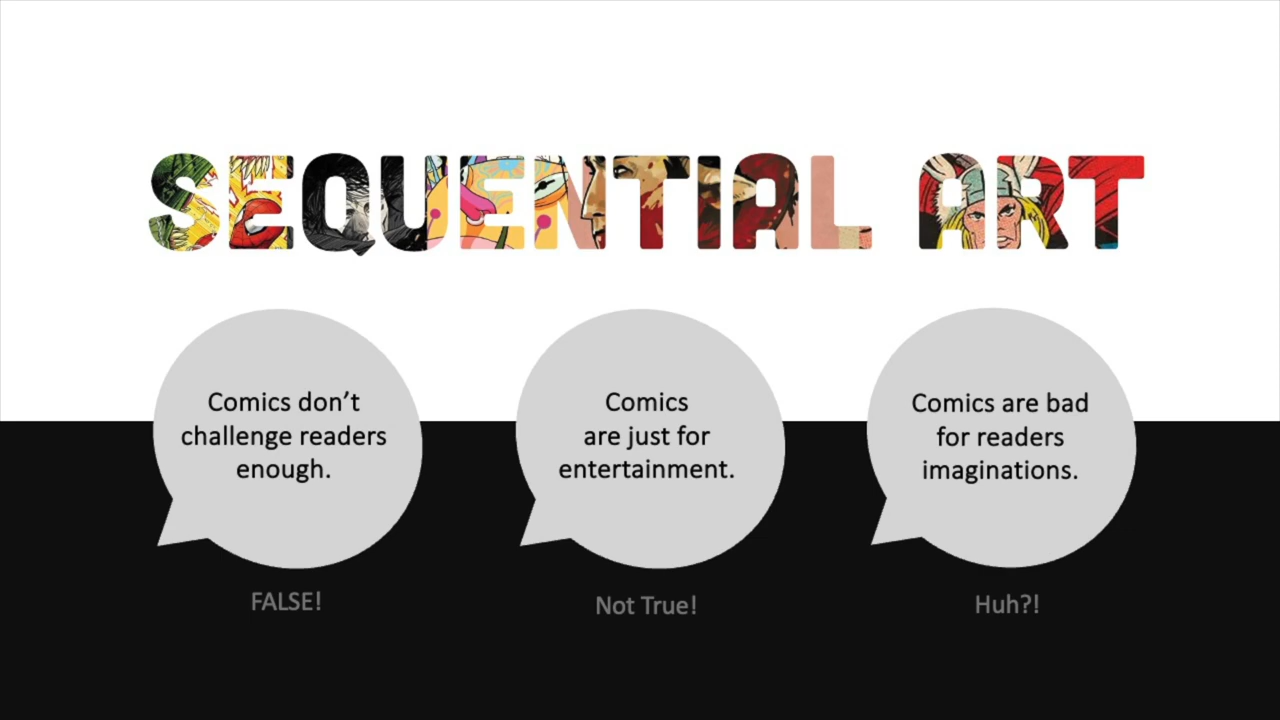 SEQUENTIAL ART
Comics don’t
challenge readers
enough.
FALSE!
Comics
are just for
entertainment.
Not True!
Comics are bad
for readers
imaginations.
Huh?!